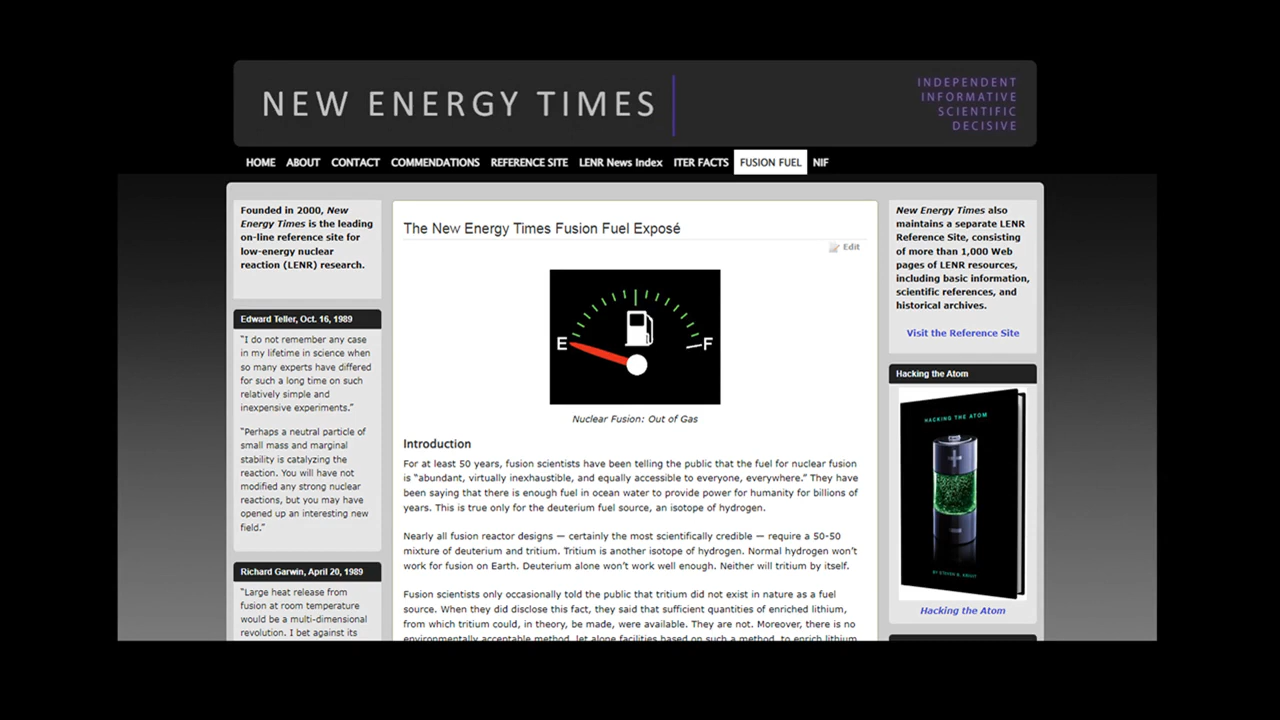 NEW ENERGY TIMES
INDEPENDENT
INFORMATIVE
SCIENTIFIC
DECISIVE
HOME ABOUT CONTACT COMMENDATIONS REFERENCE SITE LENR News Index ITER FACTS FUSION FUEL NIF
Founded in 2000, New
Energy Times is the leading
on-line reference site for
low-energy nuclear
reaction (LENR) research.
Edward Teller, Oct. 16, 1989
"I do not remember any case
in my lifetime in science when
so many experts have differed
for such a long time on such
relatively simple and
inexpensive experiments."
"Perhaps a neutral particle of
small mass and marginal
stability is catalyzing the
reaction. You will have not
modified any strong nuclear
reactions, but you may have
opened up an interesting new
field."
Richard Garwin, April 20, 1989
"Large heat release from
fusion at room temperature
would be a multi-dimensional
revolution. I bet against its
The New Energy Times Fusion Fuel Exposé
Edit
E F
Nuclear Fusion: Out of Gas
Introduction
For at least 50 years, fusion scientists have been telling the public that the fuel for nuclear fusion
is "abundant, virtually inexhaustible, and equally accessible to everyone, everywhere." They have
been saying that there is enough fuel in ocean water to provide power for humanity for billions of
years. This is true only for the deuterium fuel source, an isotope of hydrogen.
Nearly all fusion reactor designs — certainly the most scientifically credible — require a 50-50
mixture of deuterium and tritium. Tritium is another isotope of hydrogen. Normal hydrogen won't
work for fusion on Earth. Deuterium alone won't work well enough. Neither will tritium by itself.
Fusion scientists only occasionally told the public that tritium did not exist in nature as a fuel
source. When they did disclose this fact, they said that sufficient quantities of enriched lithium,
from which tritium could, in theory, be made, were available. They are not. Moreover, there is no
environmentally acceptable method, let alone facilities based on such a method, to enrich lithium
New Energy Times also
maintains a separate LENR
Reference Site, consisting
of more than 1,000 Web
pages of LENR resources,
including basic information,
scientific references, and
historical archives.
Visit the Reference Site
Hacking the Atom
HACKING THE ATOM
BY STEVEN B. KRIVIT
Hacking the Atom